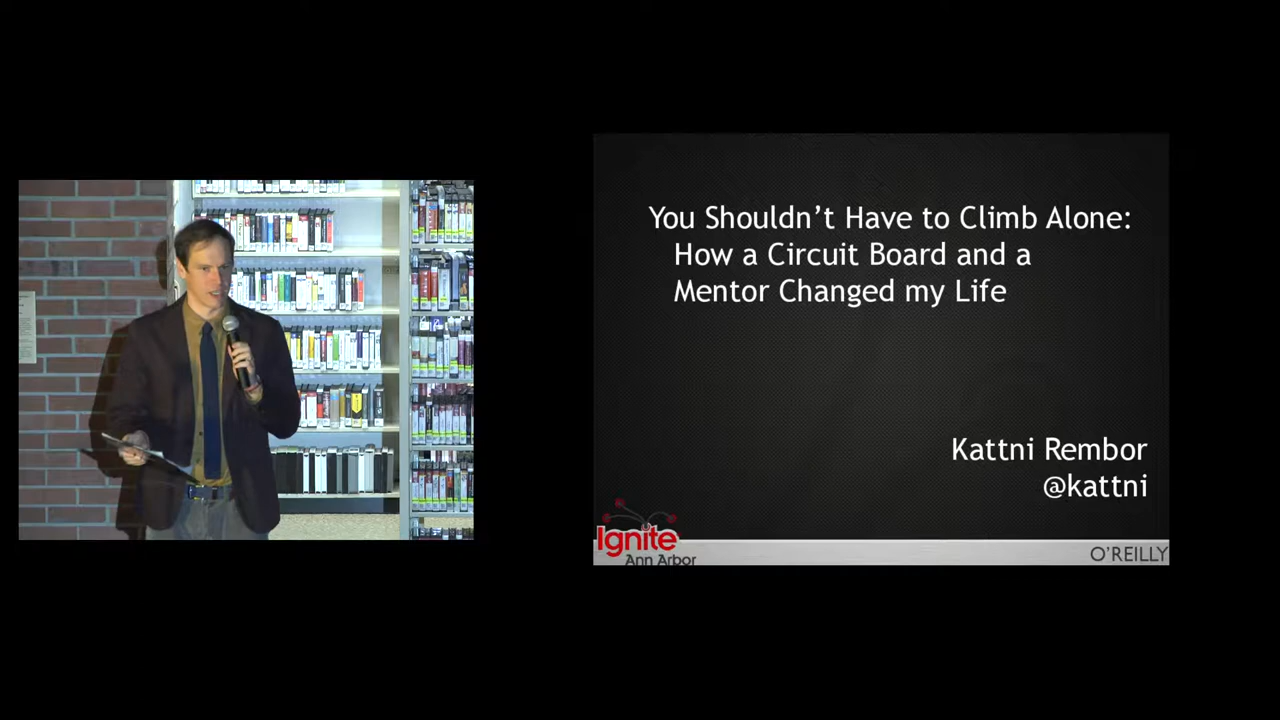 You Shouldn’t Have to Climb Alone:
How a Circuit Board and a
Mentor Changed my Life
Kattni Rembor
@kattni
Ignite
Ann Arbor
O'REILLY